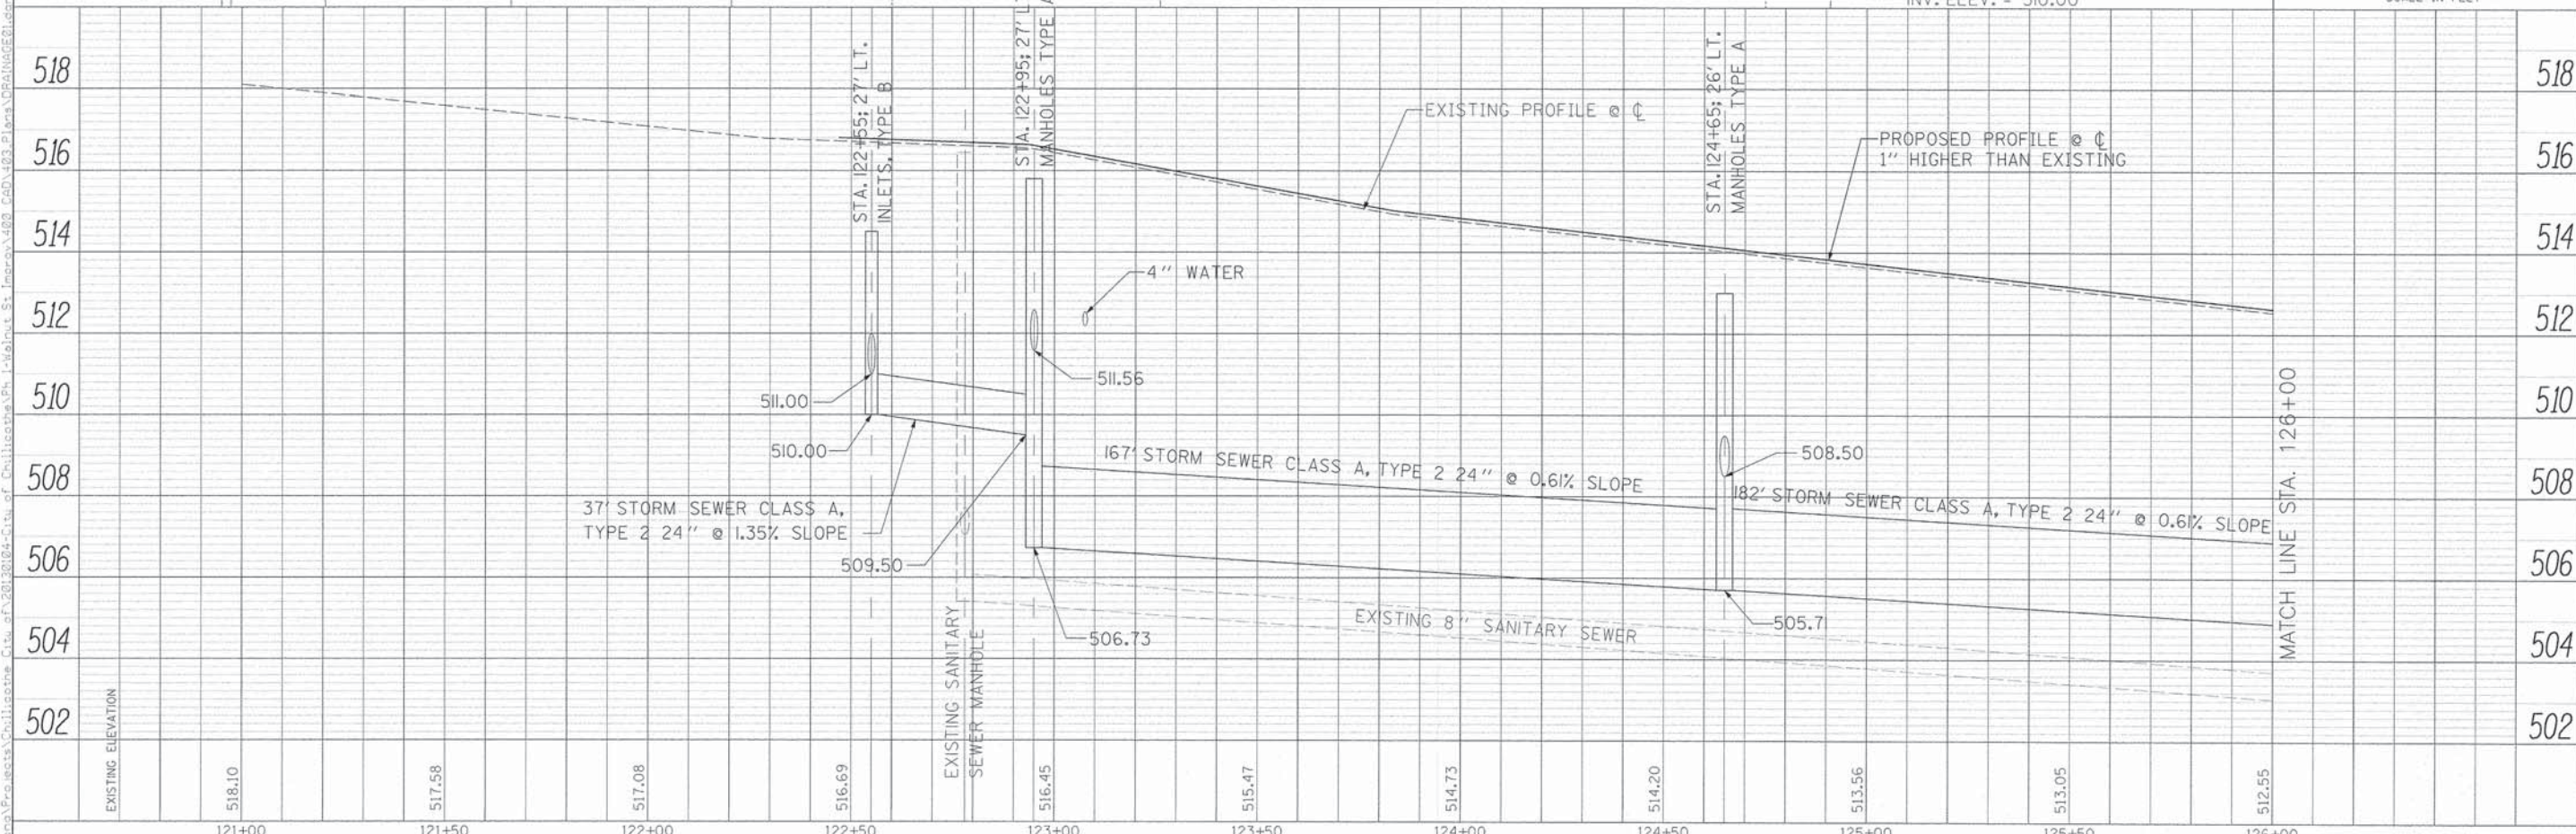 INV. ELEV. = 510.00
518
516
514
512
510
508
506
504
502
518
516
514
512
510
508
506
504
502
STA. 122+55; 27' LT.
INLETS, TYPE B
STA. 122+95; 27' L
MANHOLES TYPE A
STA. 124+65; 26' LT.
MANHOLES TYPE A
EXISTING PROFILE @ ℄
PROPOSED PROFILE @ ℄
1" HIGHER THAN EXISTING
4" WATER
511.56
511.00
510.00
509.50
506.73
508.50
505.7
37' STORM SEWER CLASS A,
TYPE 2 24" @ 1.35% SLOPE
167' STORM SEWER CLASS A, TYPE 2 24" @ 0.61% SLOPE
182' STORM SEWER CLASS A, TYPE 2 24" @ 0.61% SLOPE
EXISTING 8" SANITARY SEWER
EXISTING SANITARY
SEWER MANHOLE
MATCH LINE STA. 126+00
EXISTING ELEVATION
518.10
517.58
517.08
516.69
516.45
515.47
514.73
514.20
513.56
513.05
512.55
121+00
121+50
122+00
122+50
123+00
123+50
124+00
124+50
125+00
125+50
126+00